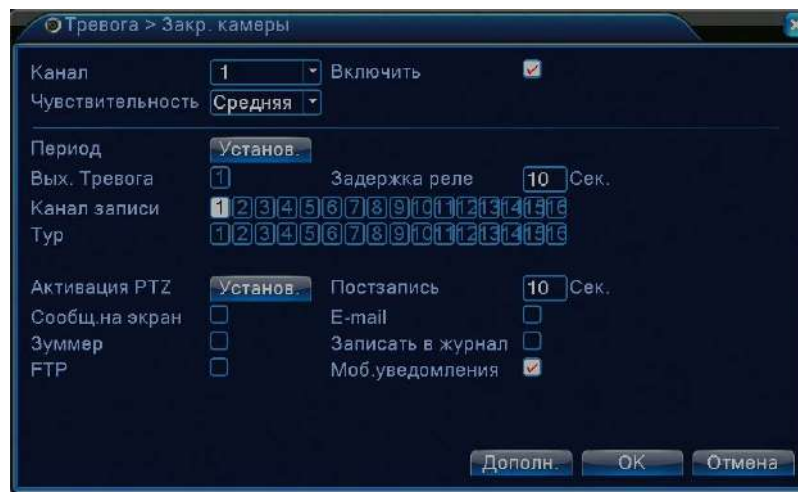 Тревога > Закр. камеры
Канал 1 Включить
Чувствительность Средняя
Период Установ.
Вых. Тревога 1 Задержка реле 10 Сек.
Канал записи 1 2 3 4 5 6 7 8 9 10 11 12 13 14 15 16
Тур 1 2 3 4 5 6 7 8 9 10 11 12 13 14 15 16
Активация PTZ Установ. Постзапись 10 Сек.
Сообщ.на экран E-mail
Зуммер Записать в журнал
FTP Моб.уведомления
Дополн. OK Отмена